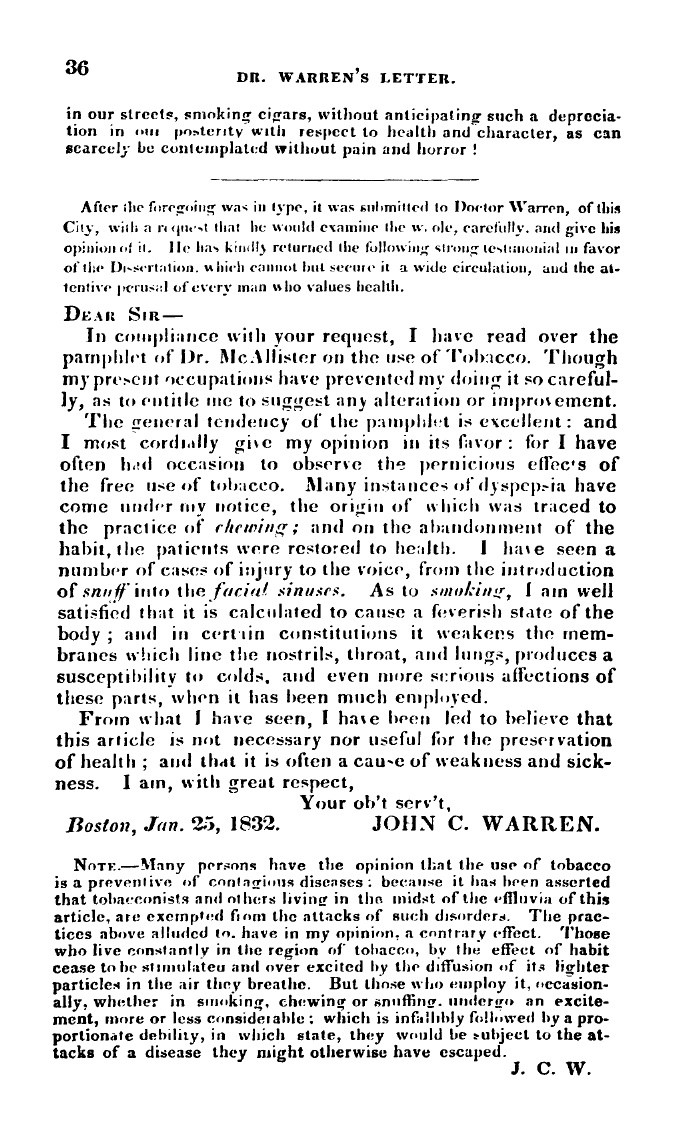 36
DR. WARREN'S LETTER.
in our streets, smoking cigars, without anticipating such a deprecia-
tion in our posterity with respect to health and character, as can
scarcely be contemplated without pain and horror !
After the foregoing was in type, it was submitted to Doctor Warren, of this
City, with a request that he would examine the whole, carefully, and give his
opinion of it. He has kindly returned the following strong testimonial in favor
of the Dissertation, which cannot but secure it a wide circulation, and the at-
tentive perusal of every man who values health.
DEAR SIR—
In compliance with your request, I have read over the
pamphlet of Dr. McAllister on the use of Tobacco. Though
my present occupations have prevented my doing it so careful-
ly, as to entitle me to suggest any alteration or improvement.
The general tendency of the pamphlet is excellent : and
I most cordially give my opinion in its favor : for I have
often had occasion to observe the pernicious effects of
the free use of tobacco. Many instances of dyspepsia have
come under my notice, the origin of which was traced to
the practice of chewing ; and on the abandonment of the
habit, the patients were restored to health. I have seen a
number of cases of injury to the voice, from the introduction
of snuff into the facial sinuses. As to smoking, I am well
satisfied that it is calculated to cause a feverish state of the
body ; and in certain constitutions it weakens the mem-
branes which line the nostrils, throat, and lungs, produces a
susceptibility to colds, and even more serious affections of
these parts, when it has been much employed.
From what I have seen, I have been led to believe that
this article is not necessary nor useful for the preservation
of health ; and that it is often a cause of weakness and sick-
ness. I am, with great respect,
Your ob't serv't,
Boston, Jan. 25, 1832. JOHN C. WARREN.
NOTE.—Many persons have the opinion that the use of tobacco
is a preventive of contagious diseases : because it has been asserted
that tobacconists and others living in the midst of the effluvia of this
article, are exempted from the attacks of such disorders. The prac-
tices above alluded to, have in my opinion, a contrary effect. Those
who live constantly in the region of tobacco, by the effect of habit
cease to be stimulated and over excited by the diffusion of its lighter
particles in the air they breathe. But those who employ it, occasion-
ally, whether in smoking, chewing or snuffing, undergo an excite-
ment, more or less considerable ; which is infallibly followed by a pro-
portionate debility, in which state, they would be subject to the at-
tacks of a disease they might otherwise have escaped.
J. C. W.